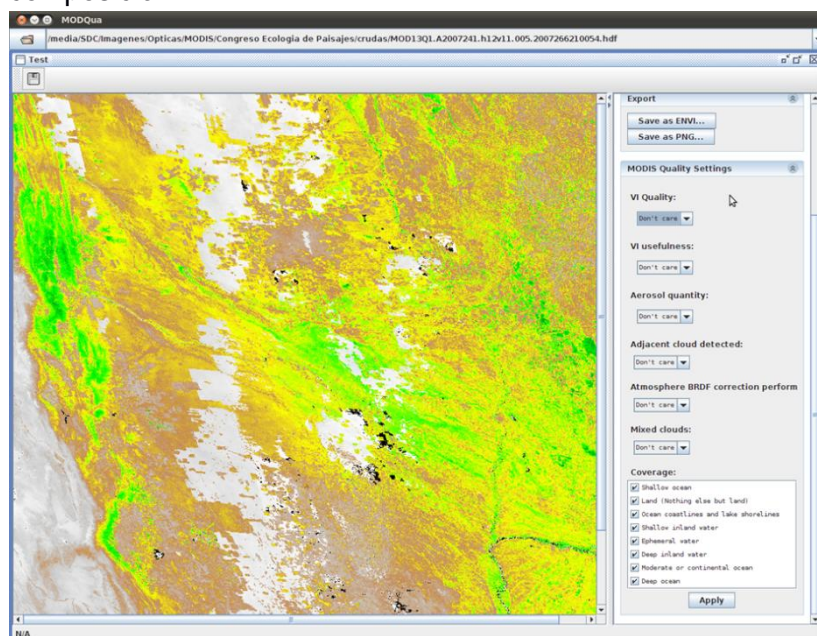 MODQua
/media/SDC/Imagenes/Opticas/MODIS/Congreso Ecologia de Paisajes/crudas/MOD13Q1.A2007241.h12v11.005.2007266210054.hdf
Test
Export
Save as ENVI...
Save as PNG...
MODIS Quality Settings
VI Quality:
Don't care
VI usefulness:
Don't care
Aerosol quantity:
Don't care
Adjacent cloud detected:
Don't care
Atmosphere BRDF correction perform
Don't care
Mixed clouds:
Don't care
Coverage:
Shallow ocean
Land (Nothing else but land)
Ocean coastlines and lake shorelines
Shallow inland water
Ephemeral water
Deep inland water
Moderate or continental ocean
Deep ocean
Apply
N/A